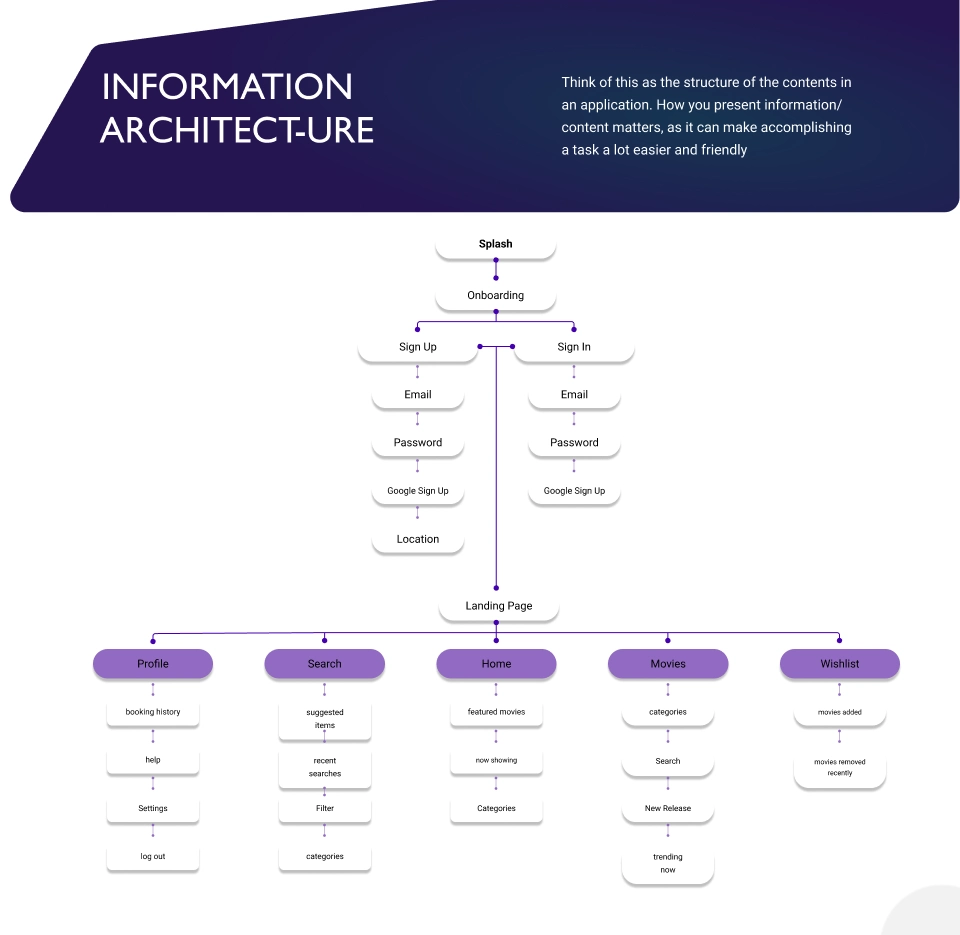 INFORMATION
ARCHITECT-URE
Think of this as the structure of the contents in
an application. How you present information/
content matters, as it can make accomplishing
a task a lot easier and friendly
Splash
Onboarding
Sign Up
Sign In
Email
Email
Password
Password
Google Sign Up
Google Sign Up
Location
Landing Page
Profile
Search
Home
Movies
Wishlist
booking history
suggested
items
featured movies
categories
movies added
help
recent
searches
now showing
Search
movies removed
recently
Settings
Filter
Categories
New Release
log out
categories
trending
now